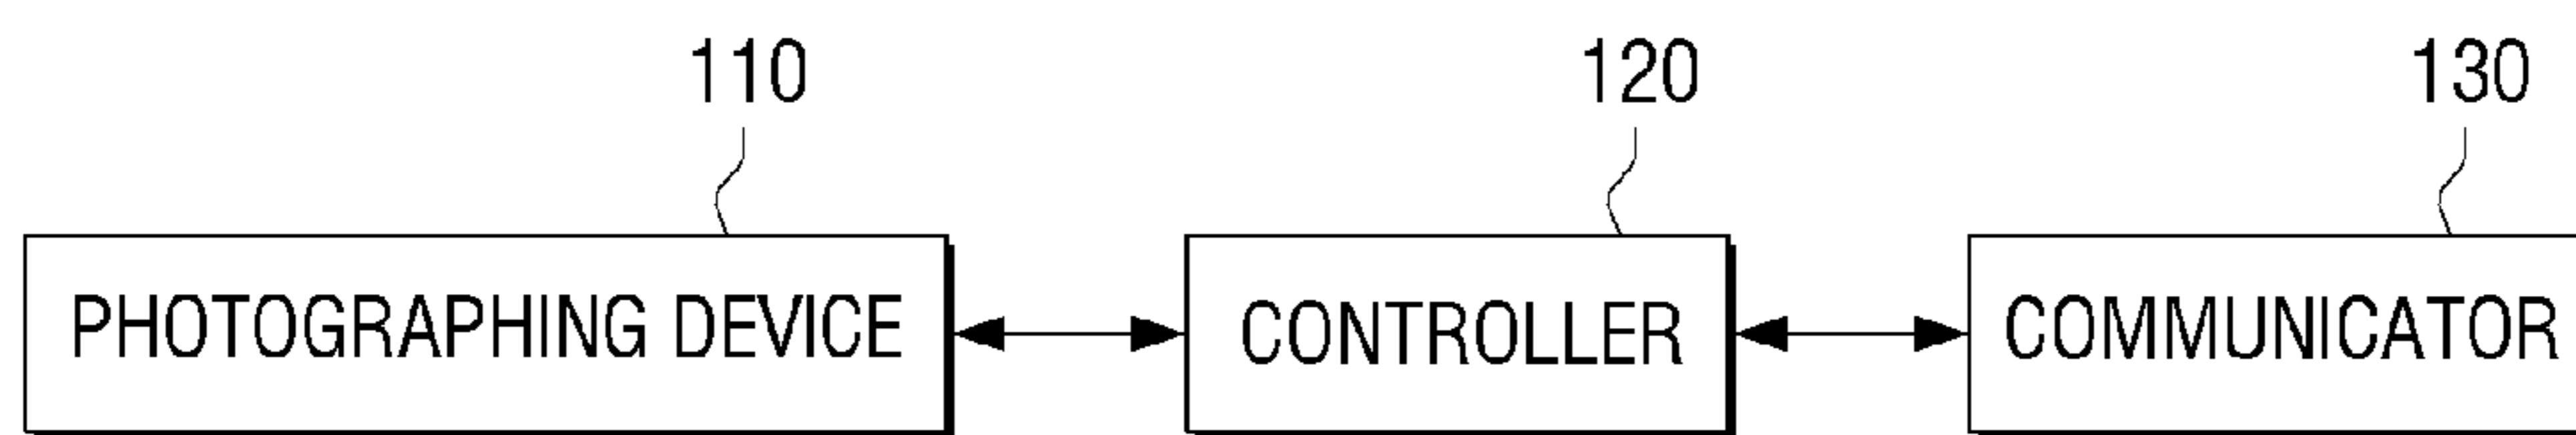 110 120 130
PHOTOGRAPHING DEVICE CONTROLLER COMMUNICATOR